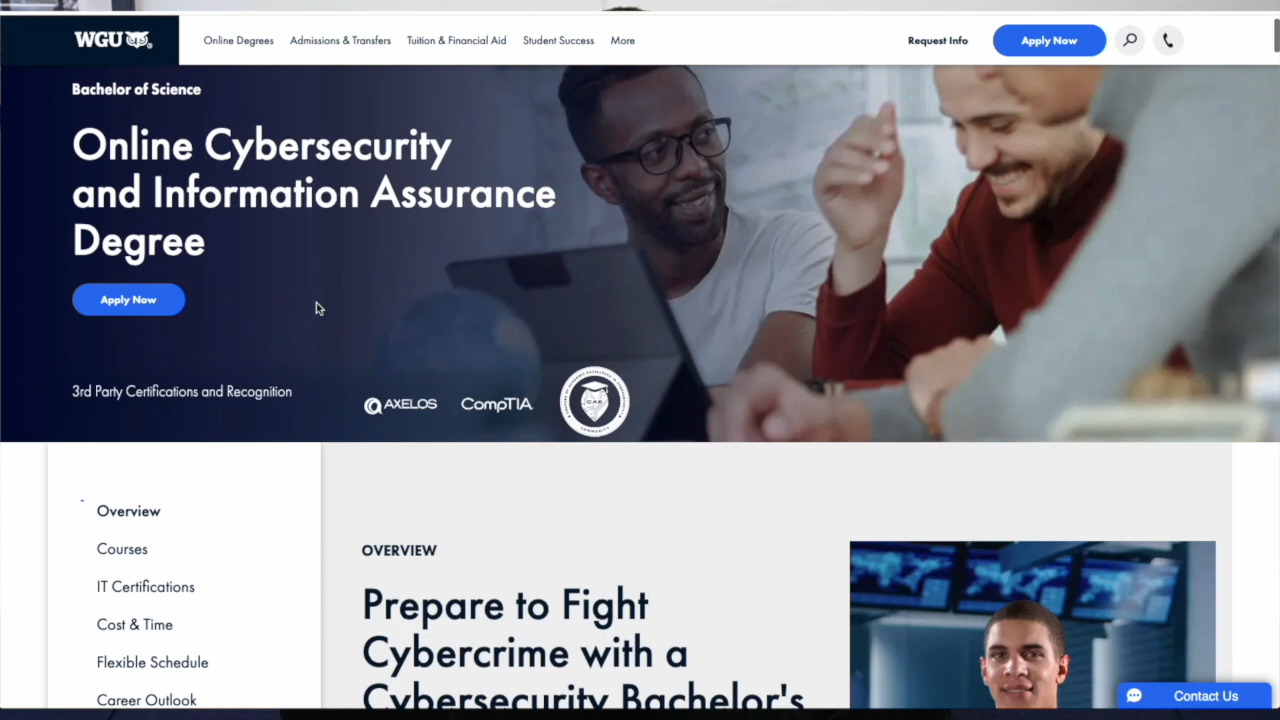 WGU
Online Degrees
Admissions & Transfers
Tuition & Financial Aid
Student Success
More
Request Info
Apply Now
Bachelor of Science
Online Cybersecurity
and Information Assurance
Degree
Apply Now
3rd Party Certifications and Recognition
AXELOS
CompTIA
CAE
COMMUNITY
Overview
Courses
IT Certifications
Cost & Time
Flexible Schedule
Career Outlook
OVERVIEW
Prepare to Fight
Cybercrime with a
Cybersecurity Bachelor's
Contact Us